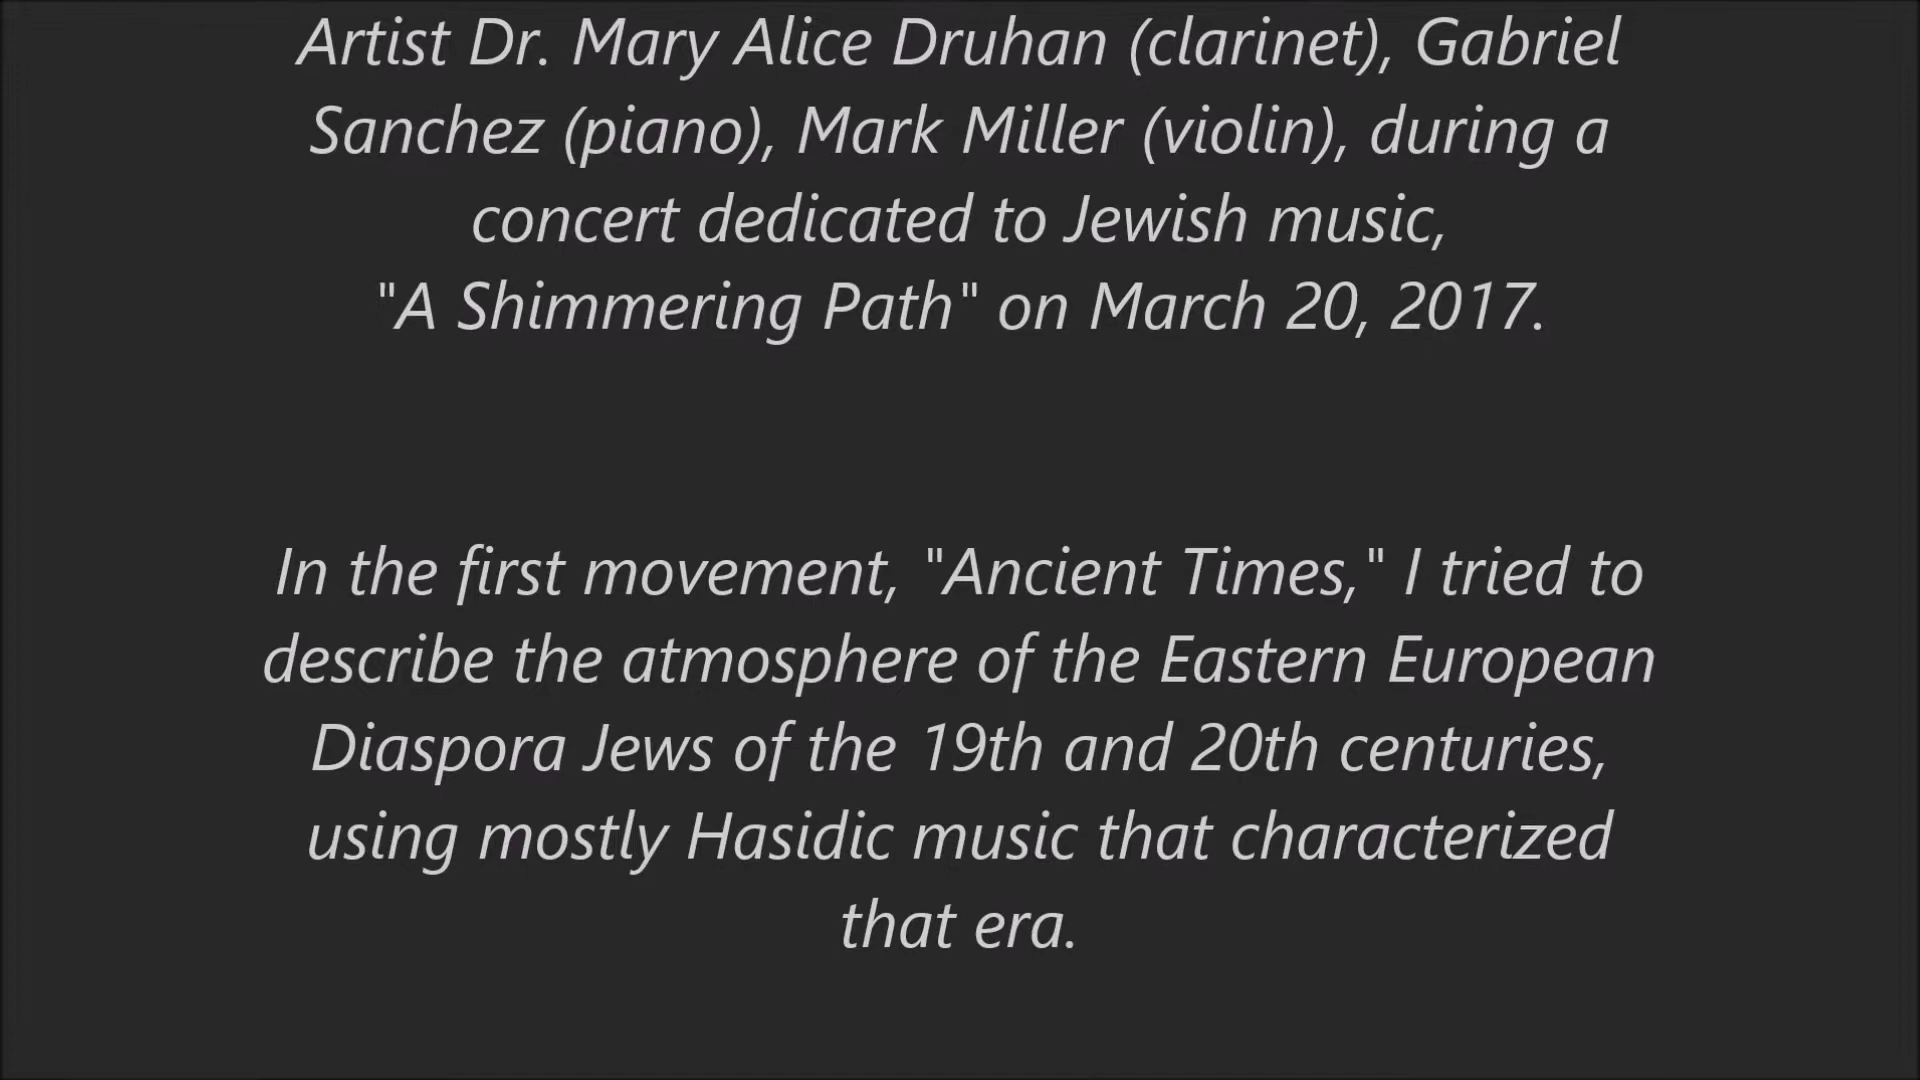 Artist Dr. Mary Alice Druhan (clarinet), Gabriel
Sanchez (piano), Mark Miller (violin), during a
concert dedicated to Jewish music,
"A Shimmering Path" on March 20, 2017.
In the first movement, "Ancient Times," I tried to
describe the atmosphere of the Eastern European
Diaspora Jews of the 19th and 20th centuries,
using mostly Hasidic music that characterized
that era.